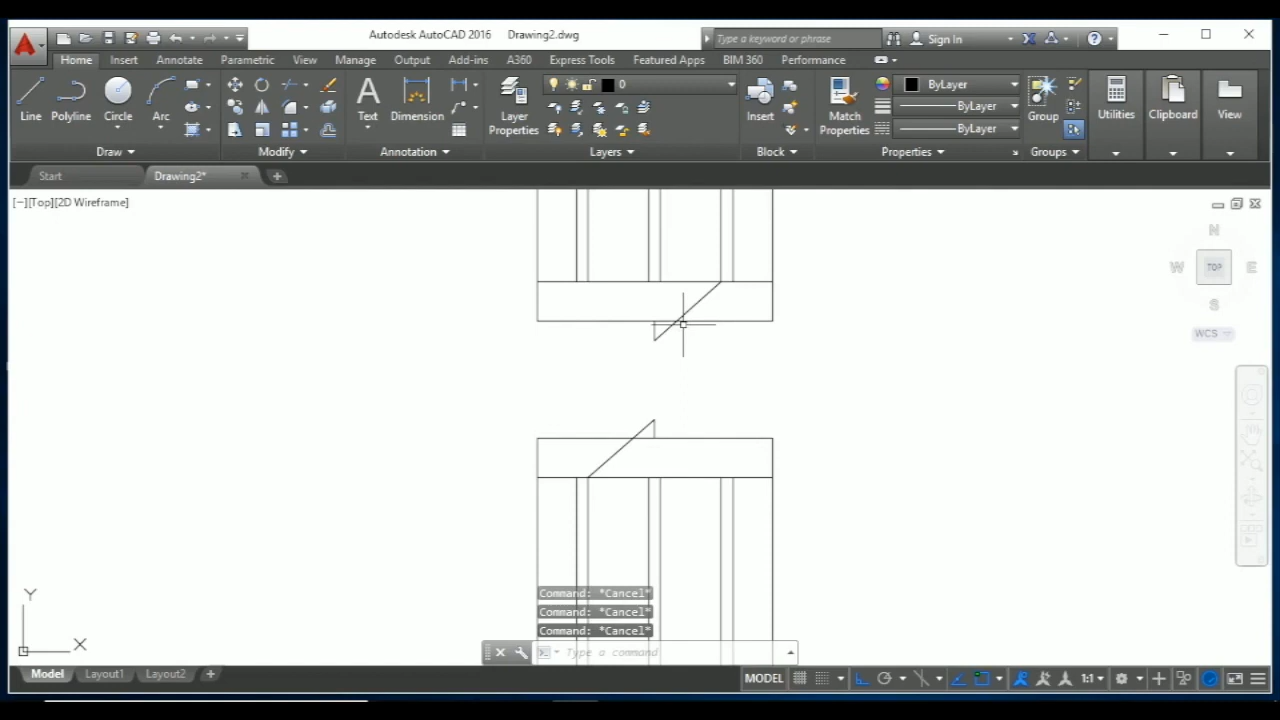 Autodesk AutoCAD 2016 Drawing2.dwg Type a keyword or phrase Sign In
Home Insert Annotate Parametric View Manage Output Add-ins A360 Express Tools Featured Apps BIM 360 Performance
Line Polyline Circle Arc Text Dimension Layer Properties 0 Insert Match Properties ByLayer ByLayer ByLayer Group Utilities Clipboard View
Draw Modify Annotation Layers Block Properties Groups
Start Drawing2* +
[−][Top][2D Wireframe]
N
W TOP E
S
WCS
Command: *Cancel*
Command: *Cancel*
Command: *Cancel*
Y
X
Type a command
Model Layout1 Layout2 + MODEL 1:1